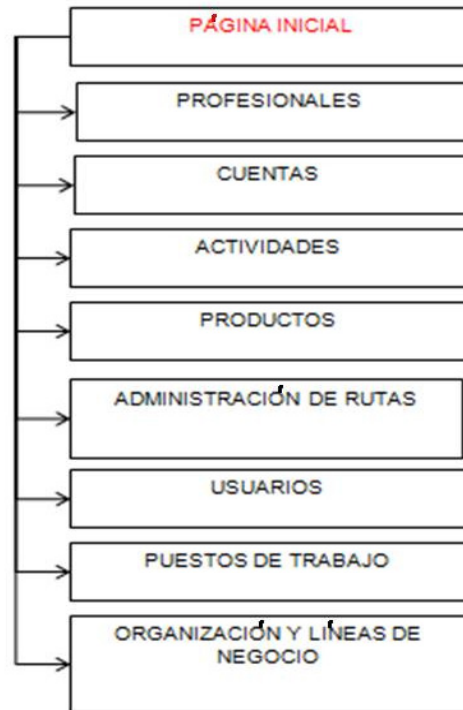 PÁGINA INICIAL
PROFESIONALES
CUENTAS
ACTIVIDADES
PRODUCTOS
ADMINISTRACIÓN DE RUTAS
USUARIOS
PUESTOS DE TRABAJO
ORGANIZACIÓN Y LÍNEAS DE
NEGOCIO